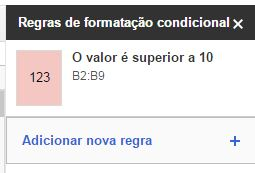 Regras de formatação condicional ×
123
O valor é superior a 10
B2:B9
Adicionar nova regra +